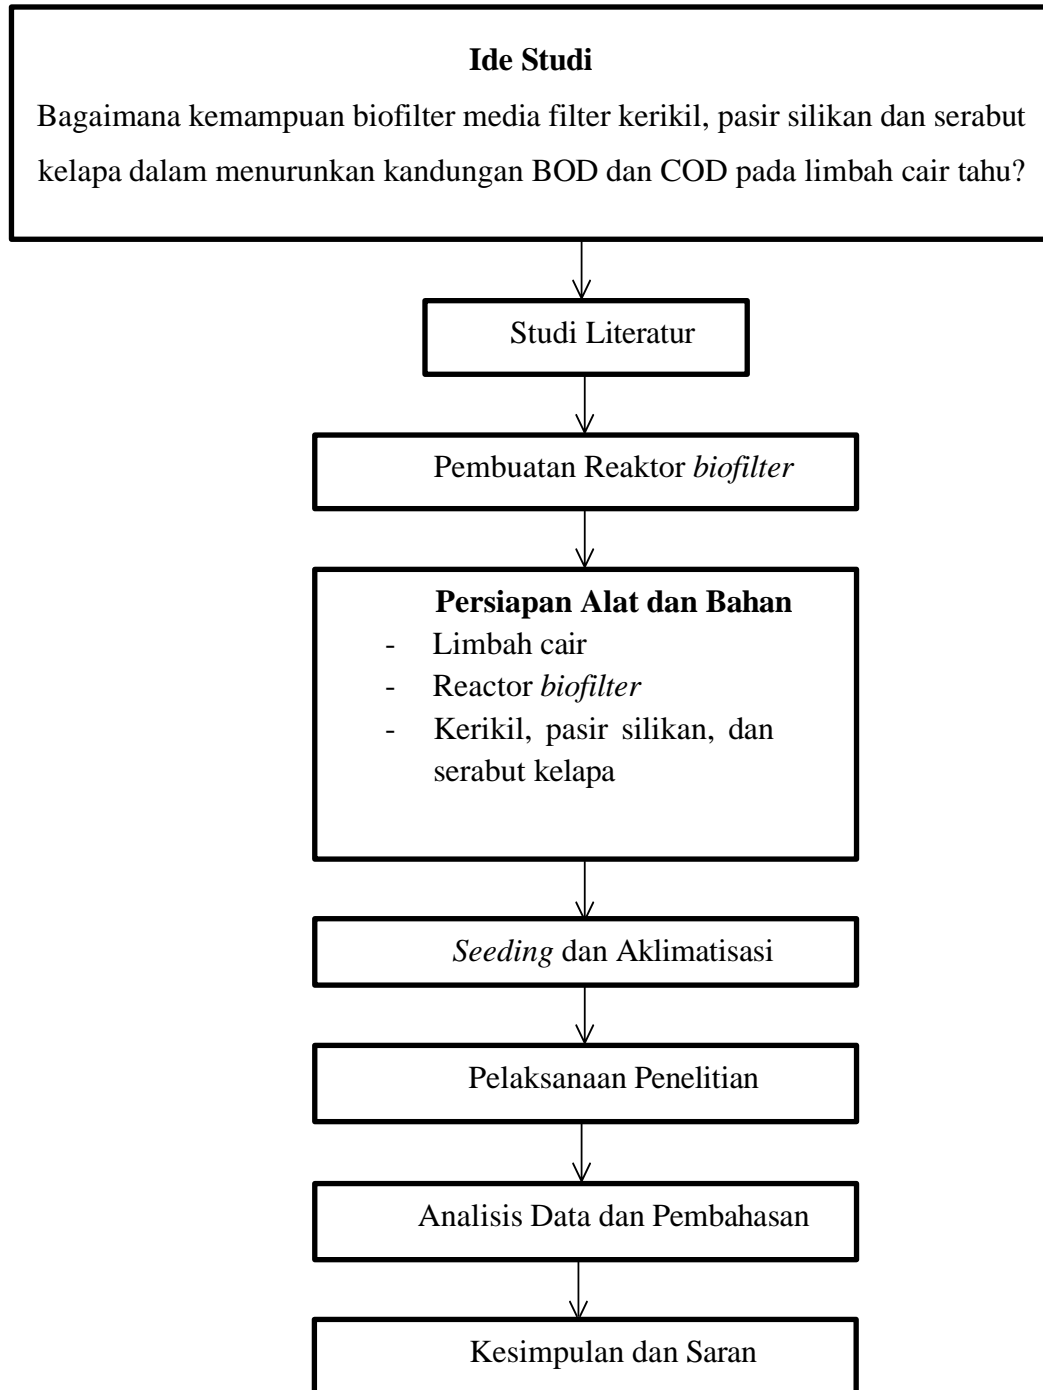 Ide Studi
Bagaimana kemampuan biofilter media filter kerikil, pasir silikan dan serabut
kelapa dalam menurunkan kandungan BOD dan COD pada limbah cair tahu?
Studi Literatur
Pembuatan Reaktor biofilter
Persiapan Alat dan Bahan
- Limbah cair
- Reactor biofilter
- Kerikil, pasir silikan, dan
serabut kelapa
Seeding dan Aklimatisasi
Pelaksanaan Penelitian
Analisis Data dan Pembahasan
Kesimpulan dan Saran